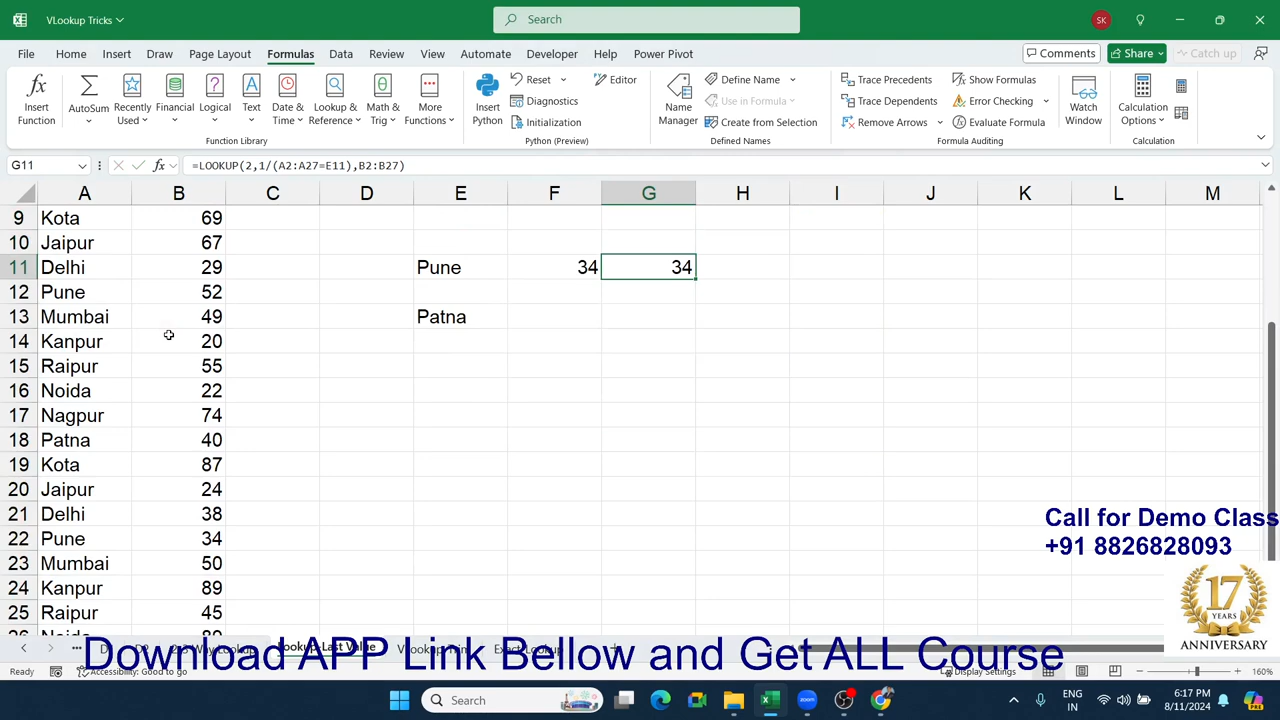 VLookup Tricks
Search
SK
File Home Insert Draw Page Layout Formulas Data Review View Automate Developer Help Power Pivot
Comments Share Catch up
Insert Function
AutoSum
Recently Used
Financial
Logical
Text
Date & Time
Lookup & Reference
Math & Trig
More Functions
Function Library
Insert Python
Reset
Diagnostics
Initialization
Editor
Python (Preview)
Name Manager
Define Name
Use in Formula
Create from Selection
Defined Names
Trace Precedents
Trace Dependents
Remove Arrows
Show Formulas
Error Checking
Evaluate Formula
Formula Auditing
Watch Window
Calculation Options
Calculation
G11 fx =LOOKUP(2,1/(A2:A27=E11),B2:B27)
A B C D E F G H I J K L M
9 Kota 69
10 Jaipur 67
11 Delhi 29 Pune 34 34
12 Pune 52
13 Mumbai 49 Patna
14 Kanpur 20
15 Raipur 55
16 Noida 22
17 Nagpur 74
18 Patna 40
19 Kota 87
20 Jaipur 24
21 Delhi 38
22 Pune 34
23 Mumbai 50
24 Kanpur 89
25 Raipur 45
Call for Demo Class
+91 8826828093
17
YEARS
ANNIVERSARY
Download APP Link Bellow and Get ALL Course
Ready
Accessibility: Good to go
Display Settings
160%
Search
ENG
IN
6:17 PM
8/11/2024